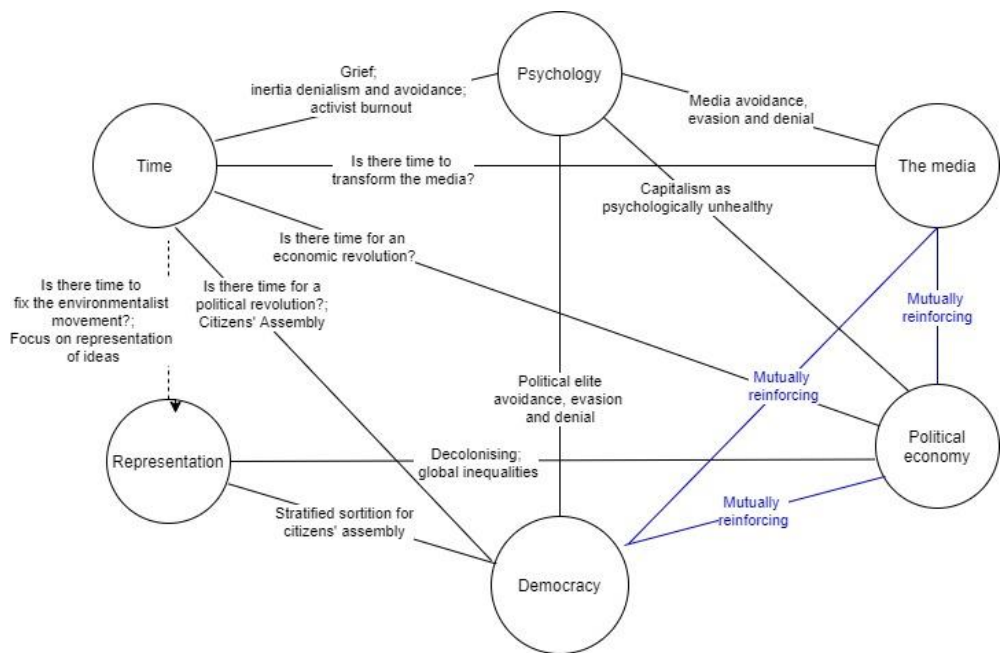 Psychology
Grief;
inertia denialism and avoidance;
activist burnout
Media avoidance,
evasion and denial
Time
The media
Is there time to
transform the media?
Capitalism as
psychologically unhealthy
Is there time for an
economic revolution?
Is there time to
fix the environmentalist
movement?;
Focus on representation
of ideas
Is there time for a
political revolution?;
Citizens' Assembly
Mutually
reinforcing
Mutually
reinforcing
Political elite
avoidance, evasion
and denial
Political
economy
Representation
Decolonising;
global inequalities
Mutually
reinforcing
Stratified sortition for
citizens' assembly
Democracy